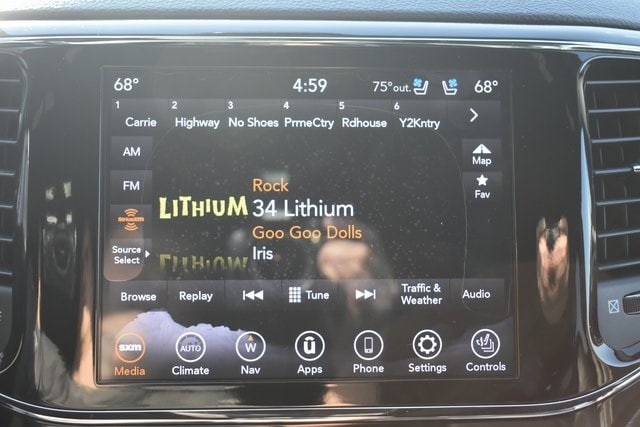 68° 4:59 75°out. 68°
1 2 3 4 5 6
Carrie Highway No Shoes PrmeCtry Rdhouse Y2Kntry
AM
FM
SiriusXM
Source
Select
LITHIUM
Rock
34 Lithium
Goo Goo Dolls
Iris
Map
Fav
Browse Replay Tune Traffic & Weather Audio
sxm AUTO W ū
Media Climate Nav Apps Phone Settings Controls